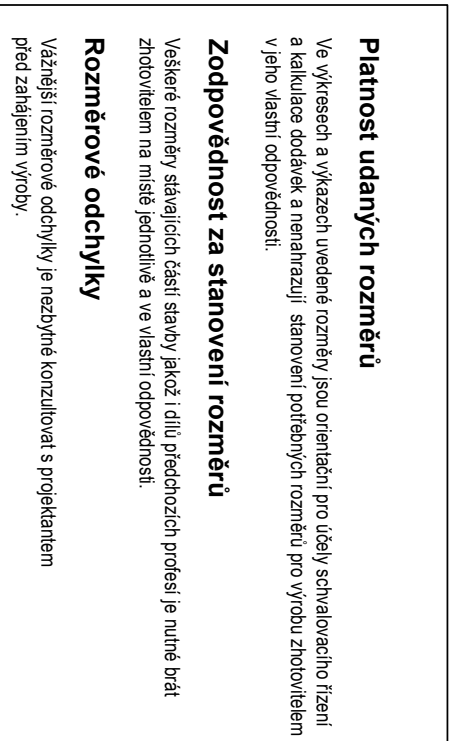 Platnost udaných rozměrů
Ve výkresech a výkazech uvedené rozměry jsou orientační pro účely schvalovacího řízení
a kalkulace dodávek a nenahrazují stanovení potřebných rozměrů pro výrobu zhotovitelem
v jeho vlastní odpovědnosti.
Zodpovědnost za stanovení rozměrů
Veškeré rozměry stávajících částí stavby jakož i dílů předchozích profesí je nutné brát
zhotovitelem na místě jednotlivě a ve vlastní odpovědnosti.
Rozměrové odchylky
Vážnější rozměrové odchylky je nezbytné konzultovat s projektantem
před zahájením výroby.